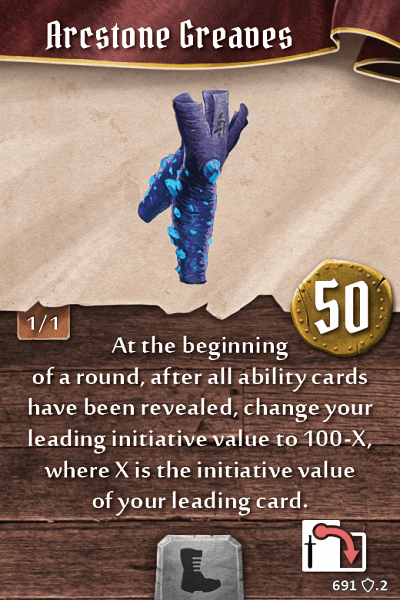 Arcstone Greaves
50
1/1
At the beginning
of a round, after all ability cards
have been revealed, change your
leading initiative value to 100-X,
where X is the initiative value
of your leading card.
691 .2